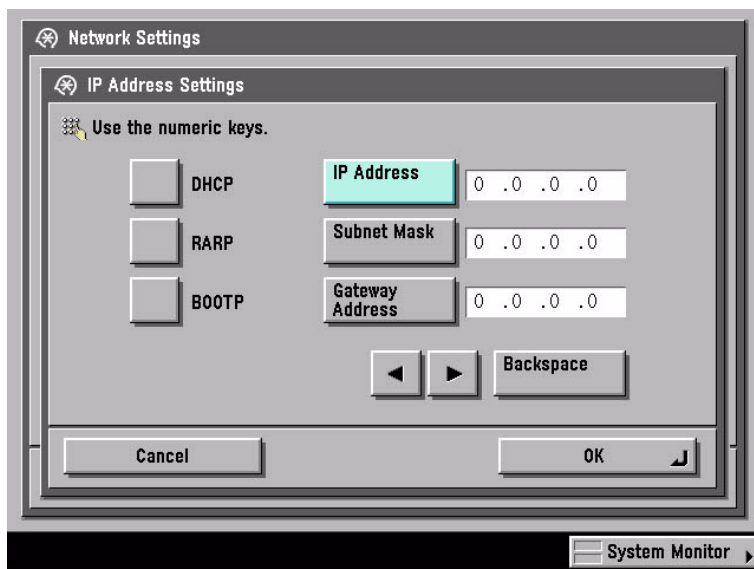 Network Settings
IP Address Settings
Use the numeric keys.
DHCP
IP Address
0 .0 .0 .0
RARP
Subnet Mask
0 .0 .0 .0
BOOTP
Gateway
Address
0 .0 .0 .0
Backspace
Cancel
OK
System Monitor